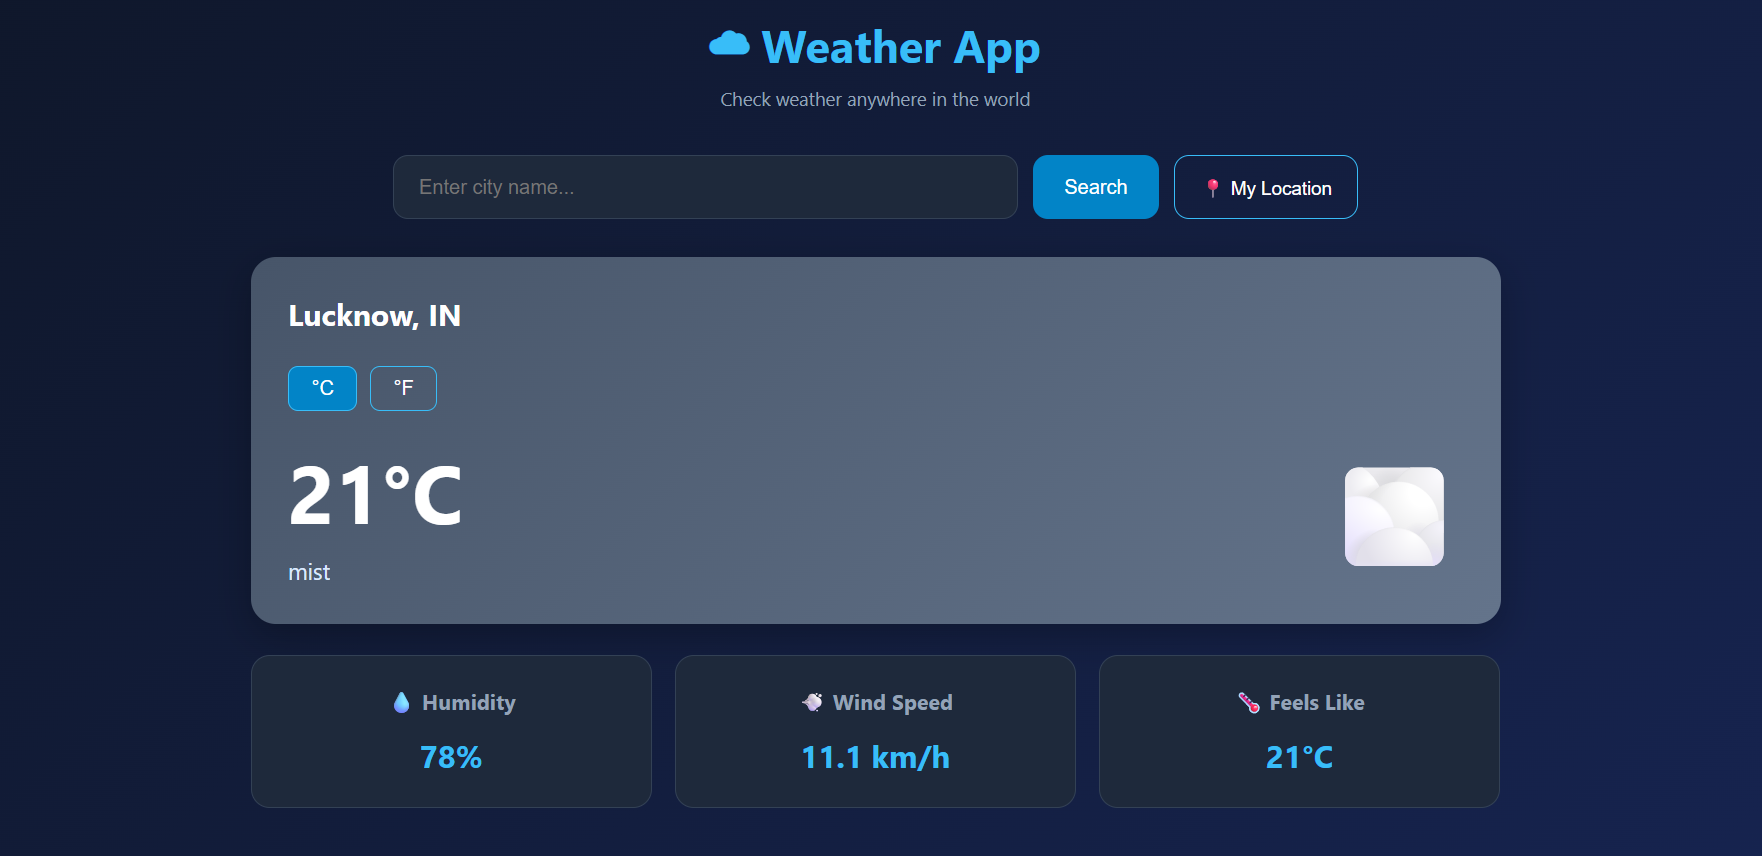 Weather App
Check weather anywhere in the world
Enter city name...
Search
My Location
Lucknow, IN
°C
°F
21°C
mist
Humidity
78%
Wind Speed
11.1 km/h
Feels Like
21°C